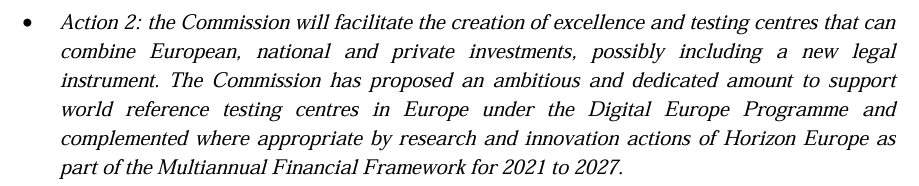 • Action 2: the Commission will facilitate the creation of excellence and testing centres that can
combine European, national and private investments, possibly including a new legal
instrument. The Commission has proposed an ambitious and dedicated amount to support
world reference testing centres in Europe under the Digital Europe Programme and
complemented where appropriate by research and innovation actions of Horizon Europe as
part of the Multiannual Financial Framework for 2021 to 2027.